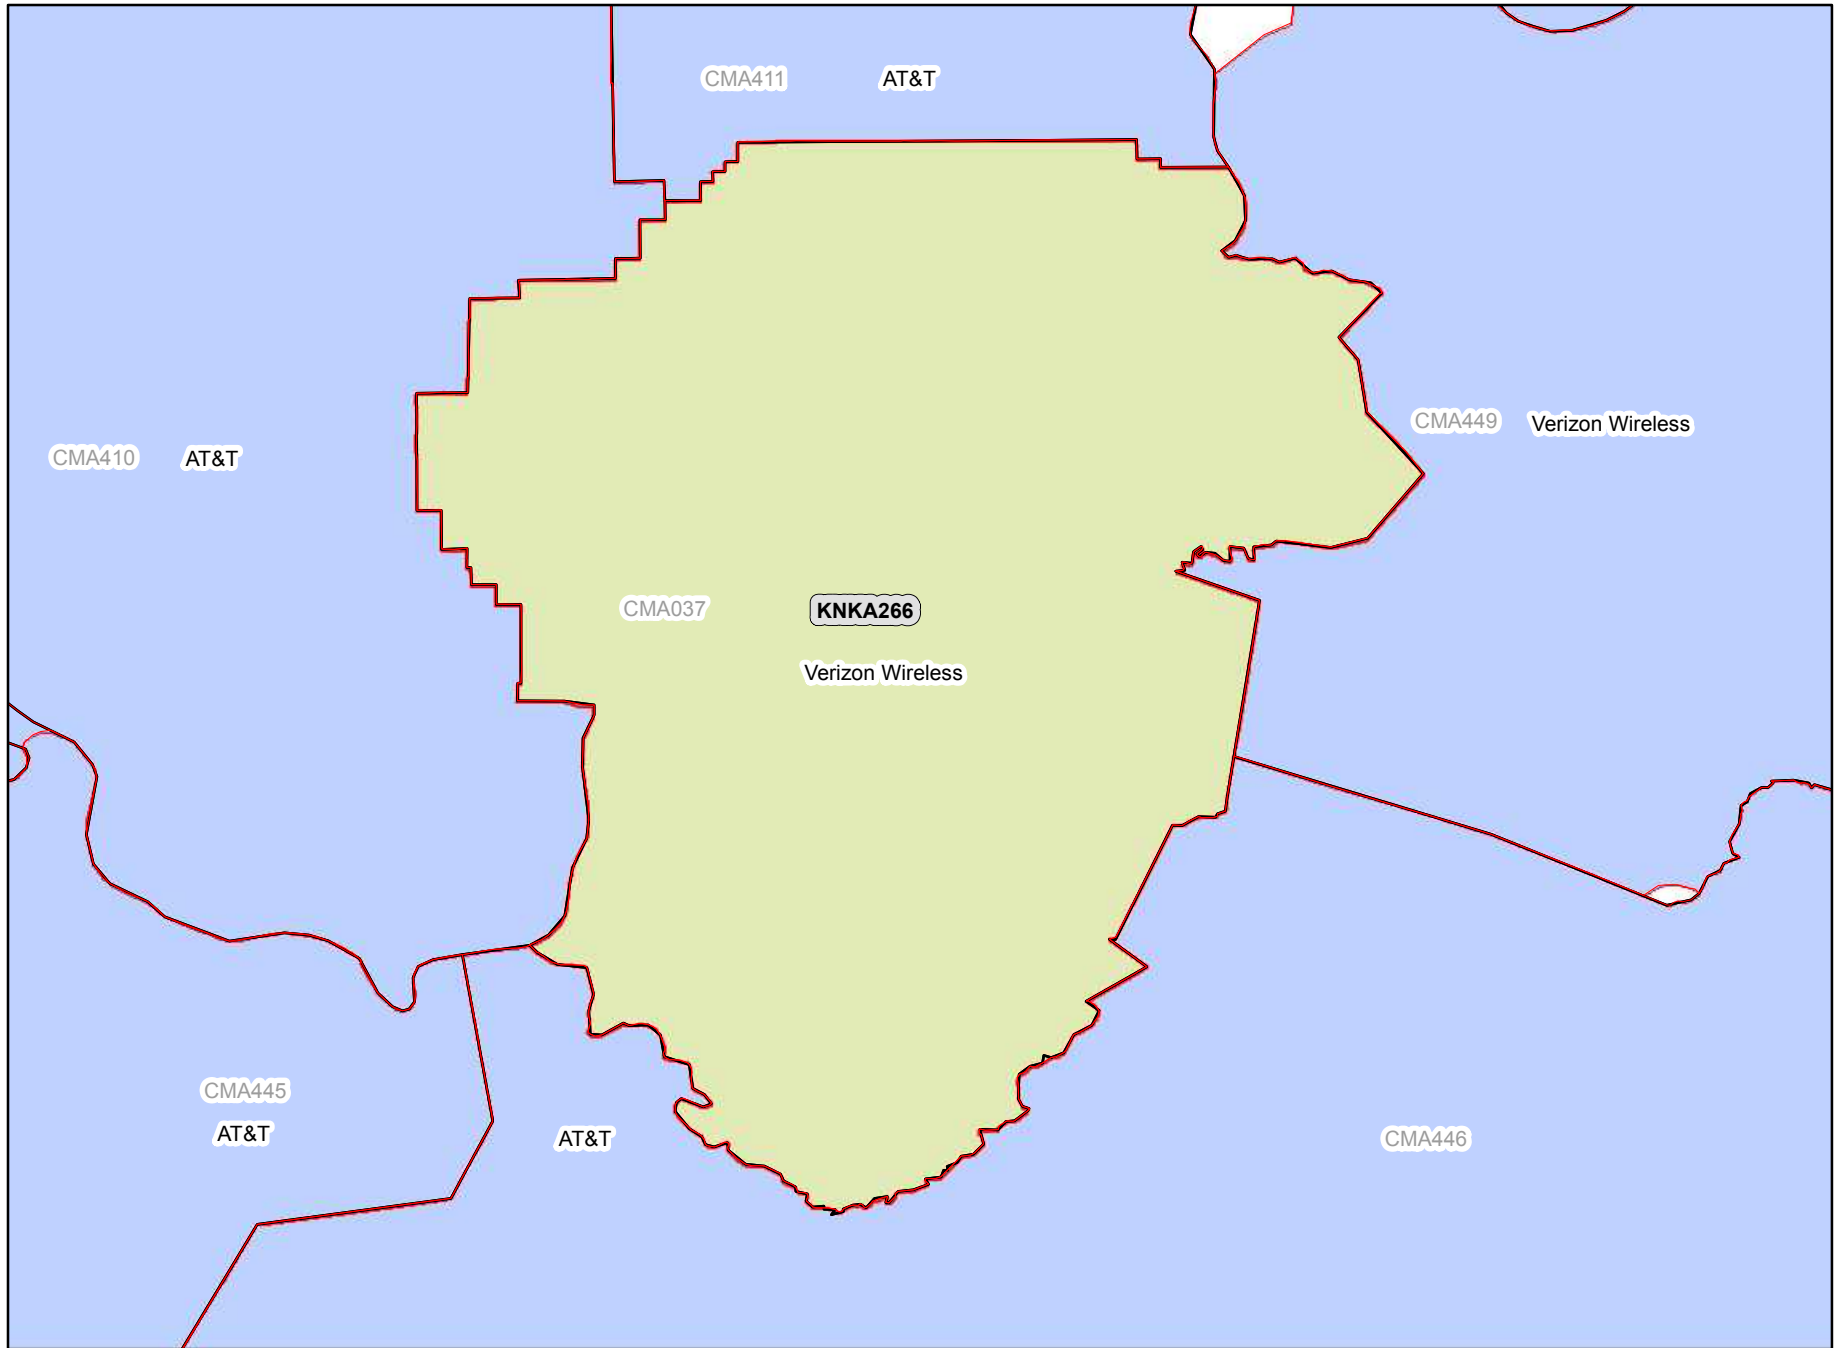 CMA411 AT&T
CMA449 Verizon Wireless
CMA410 AT&T
CMA037 KNKA266
Verizon Wireless
CMA445
AT&T
AT&T
CMA446